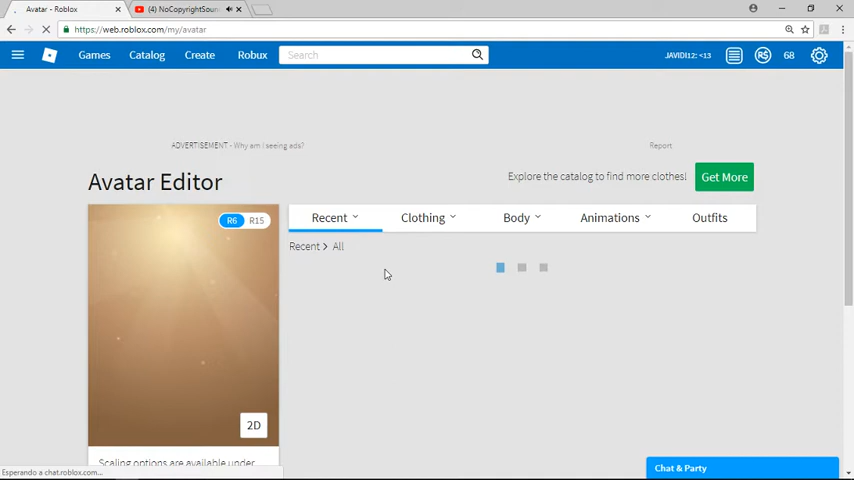 Avatar - Roblox
(4) NoCopyrightSoun
https://web.roblox.com/my/avatar
Games
Catalog
Create
Robux
Search
JAVIDI12: <13
R$
68
ADVERTISEMENT - Why am I seeing ads?
Report
Avatar Editor
Explore the catalog to find more clothes!
Get More
R6
R15
Recent
Clothing
Body
Animations
Outfits
Recent > All
2D
Scaling options are available under
Esperando a chat.roblox.com...
Chat & Party